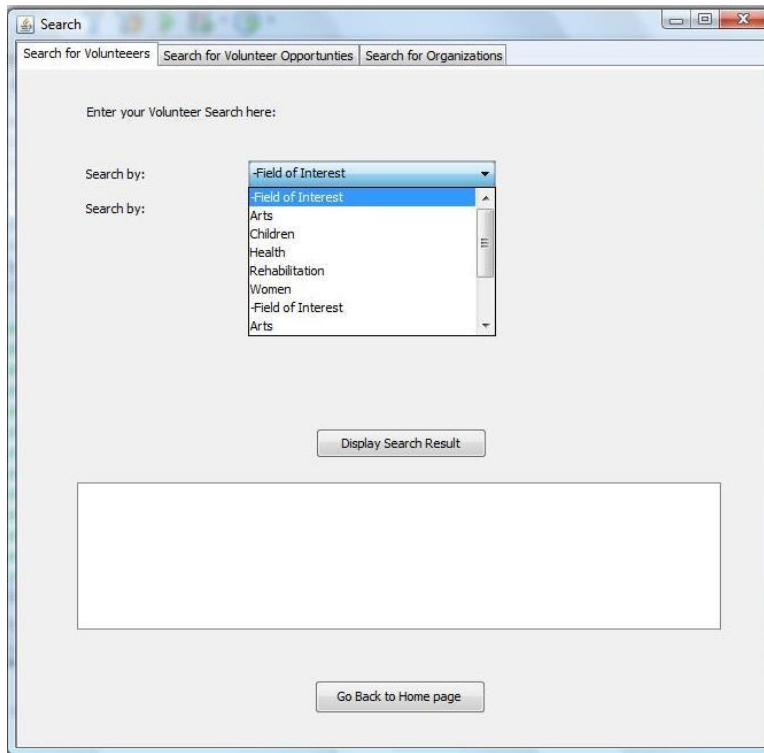 Search
Search for Volunteeers Search for Volunteer Opportunties Search for Organizations
Enter your Volunteer Search here:
Search by: -Field of Interest
-Field of Interest
Search by:
Arts
Children
Health
Rehabilitation
Women
-Field of Interest
Arts
Display Search Result
Go Back to Home page